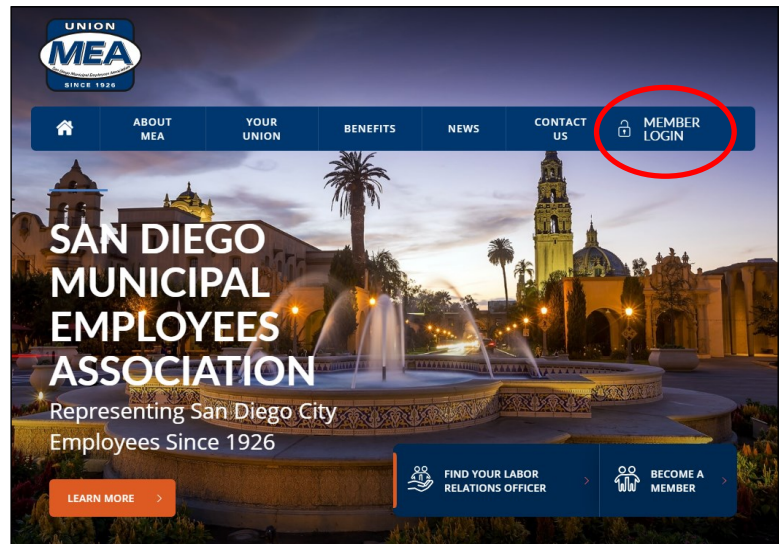 UNION
MEA
SINCE 1926
ABOUT
MEA
YOUR
UNION
BENEFITS
NEWS
CONTACT
US
MEMBER
LOGIN
SAN DIEGO
MUNICIPAL
EMPLOYEES
ASSOCIATION
Representing San Diego City
Employees Since 1926
LEARN MORE
FIND YOUR LABOR
RELATIONS OFFICER
BECOME A
MEMBER